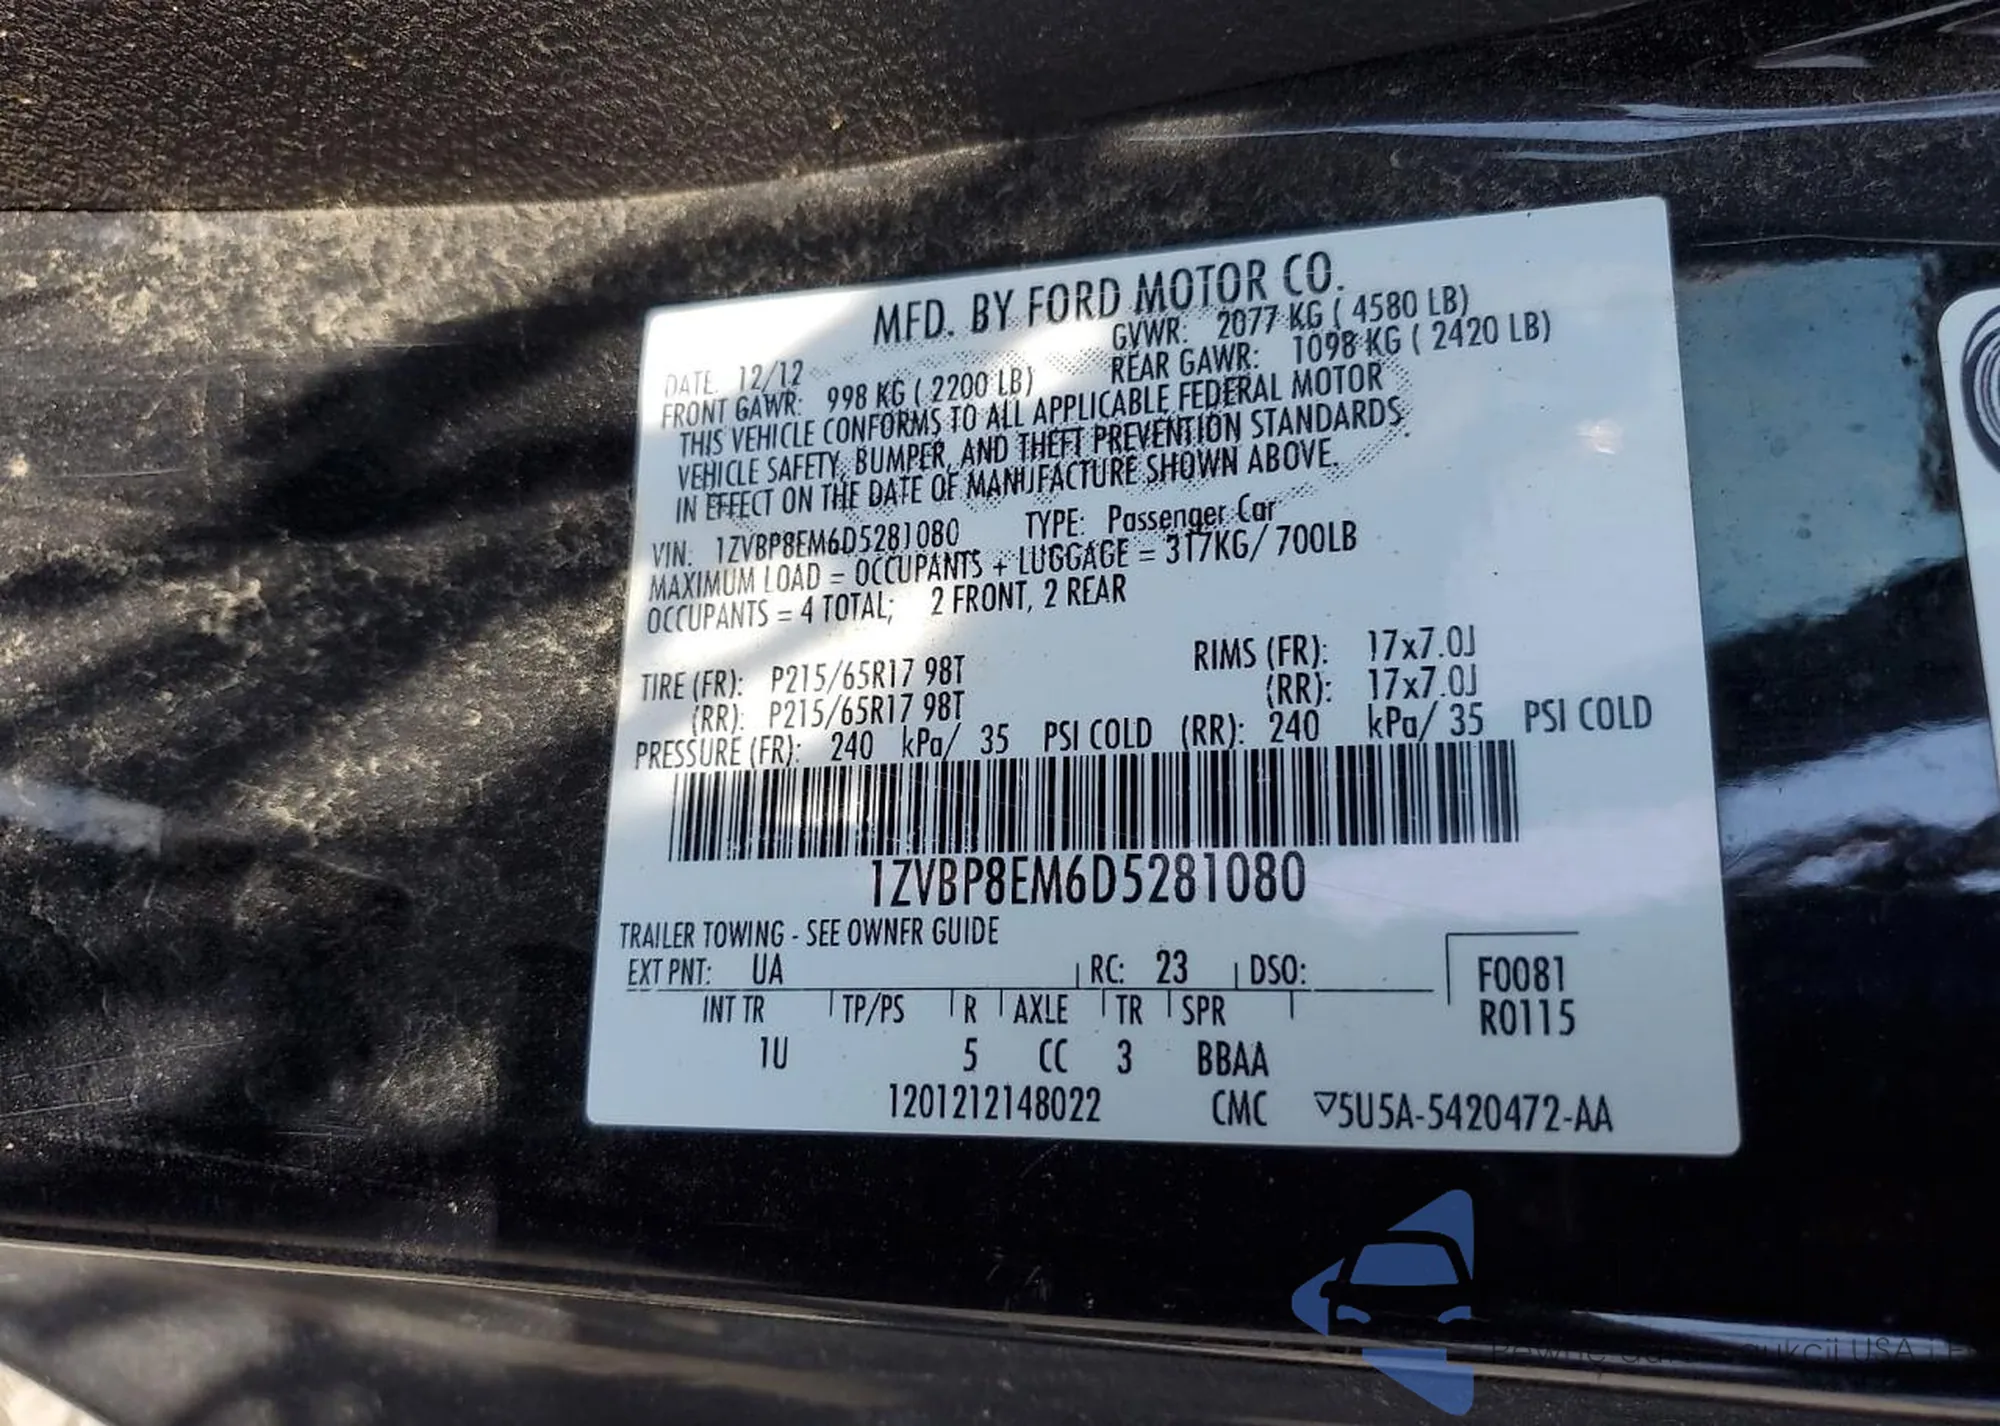 MFD. BY FORD MOTOR CO.
DATE: 12/12 GVWR: 2077 KG ( 4580 LB)
FRONT GAWR: 998 KG ( 2200 LB) REAR GAWR: 1098 KG ( 2420 LB)
THIS VEHICLE CONFORMS TO ALL APPLICABLE FEDERAL MOTOR
VEHICLE SAFETY, BUMPER, AND THEFT PREVENTION STANDARDS.
IN EFFECT ON THE DATE OF MANUFACTURE SHOWN ABOVE.
VIN: 1ZVBP8EM6D5281080 TYPE: Passenger Car
MAXIMUM LOAD = OCCUPANTS + LUGGAGE = 317KG/ 700LB
OCCUPANTS = 4 TOTAL; 2 FRONT, 2 REAR
TIRE (FR): P215/65R17 98T RIMS (FR): 17x7.0J
(RR): P215/65R17 98T (RR): 17x7.0J
PRESSURE (FR): 240 kPa/ 35 PSI COLD (RR): 240 kPa/ 35 PSI COLD
1ZVBP8EM6D5281080
TRAILER TOWING - SEE OWNER GUIDE
EXT PNT: UA RC: 23 DSO: F0081
INT TR TP/PS R AXLE TR SPR R0115
1U 5 CC 3 BBAA
1201212148022 CMC ▽5U5A-5420472-AA
USA